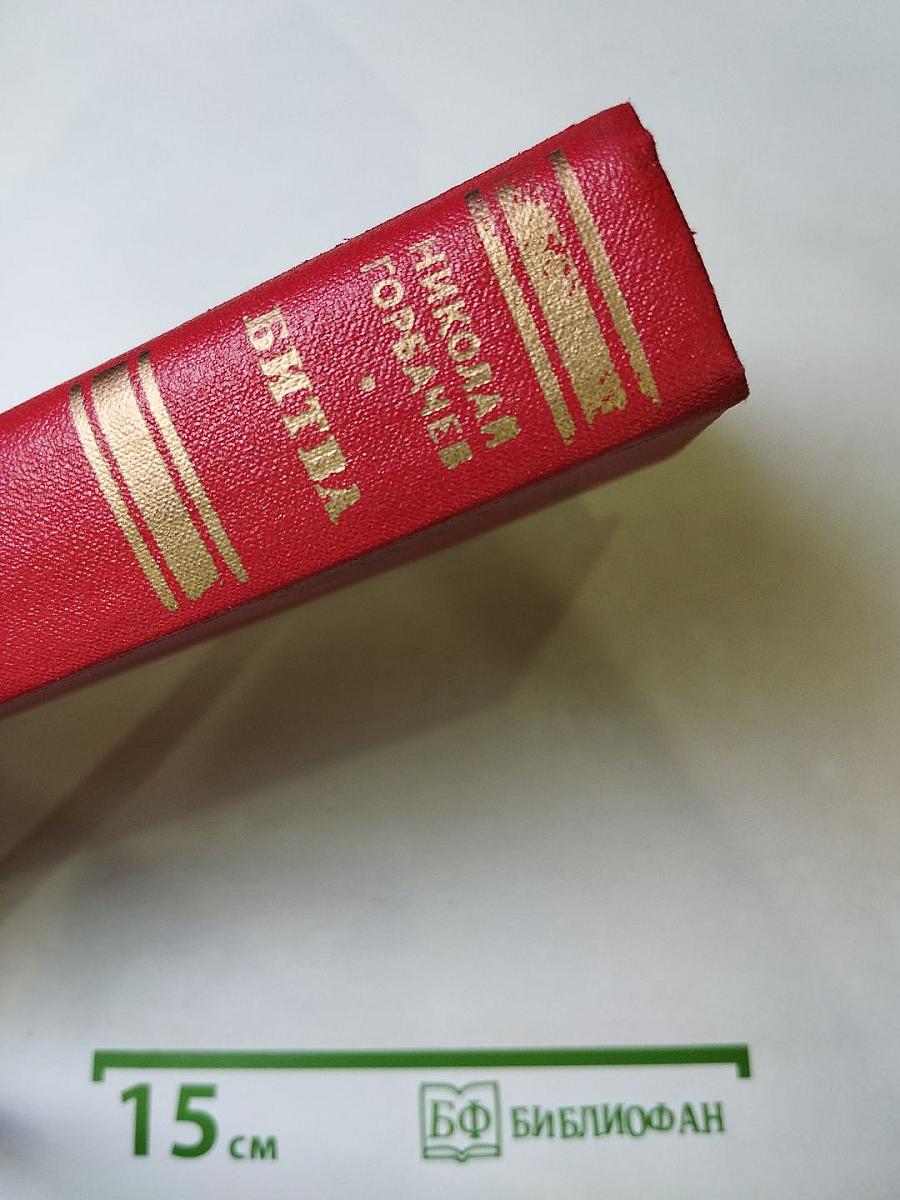 НИКОЛАЙ
ГОРБАЧЕВ
БИТВА
15 см
БФ БИБЛИОФАН